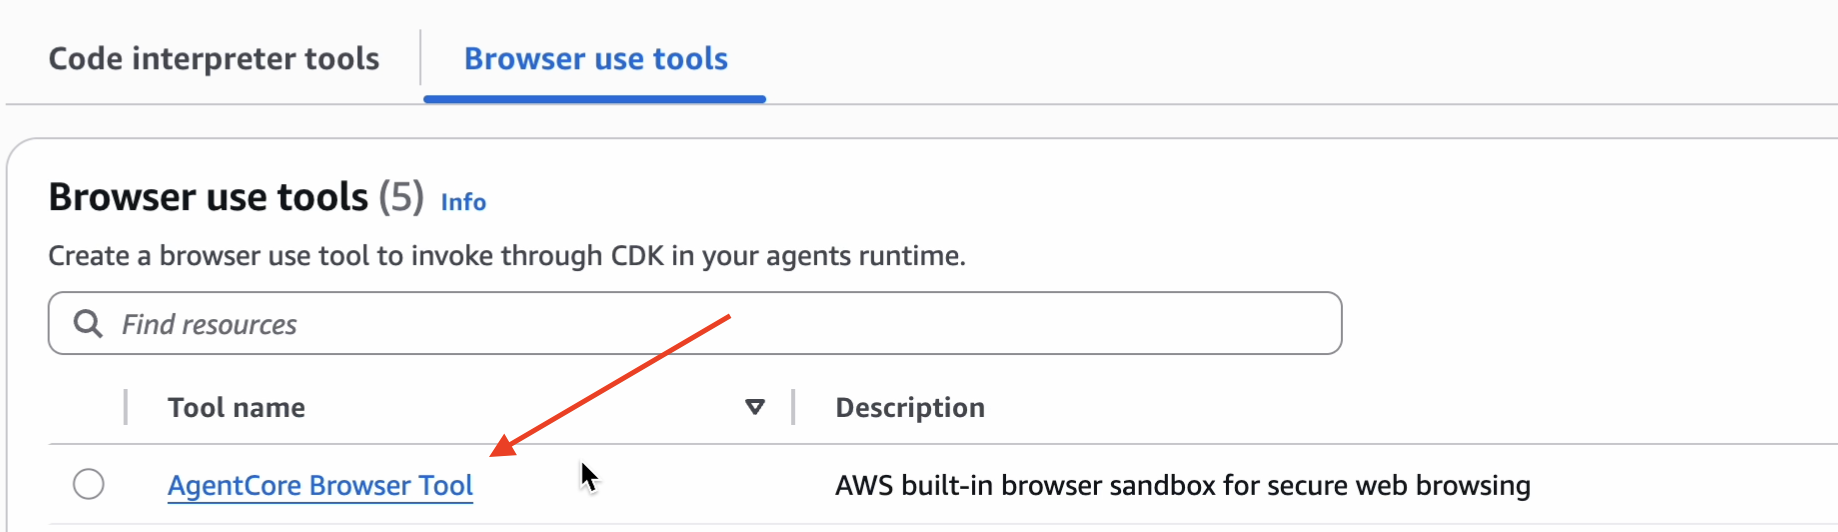 Code interpreter tools
Browser use tools
Browser use tools (5) Info
Create a browser use tool to invoke through CDK in your agents runtime.
Find resources
Tool name
Description
AgentCore Browser Tool
AWS built-in browser sandbox for secure web browsing